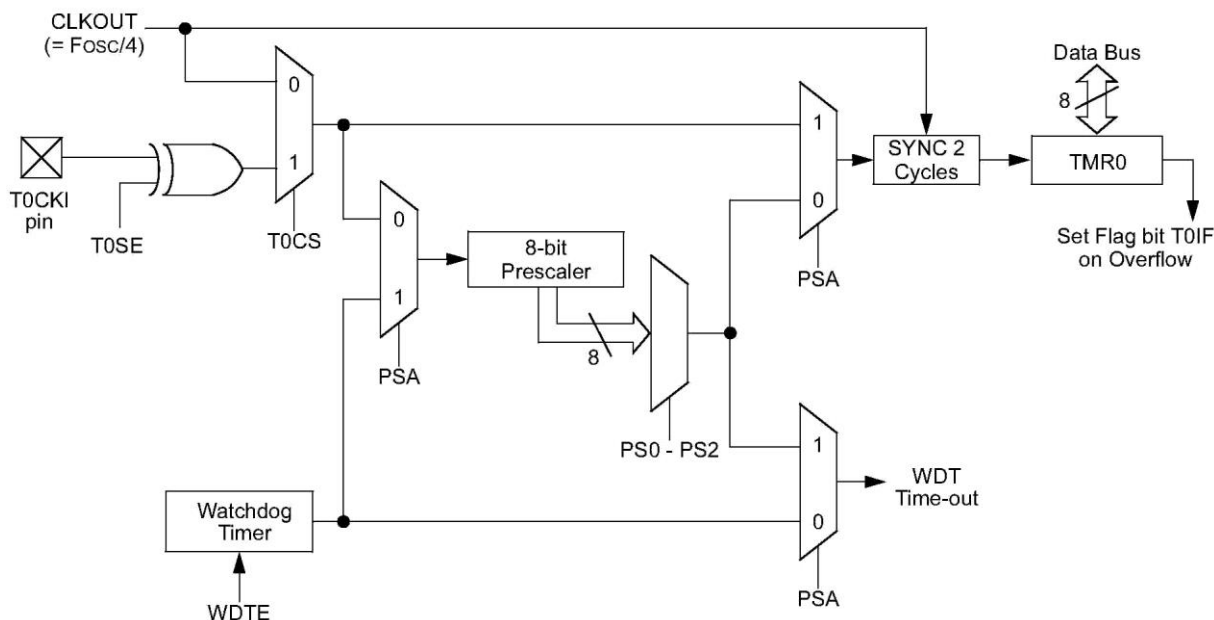 CLKOUT
(= FOSC/4)
Data Bus
8
0
1
1
0
SYNC 2
Cycles
TMR0
T0CKI
pin
T0SE
T0CS
0
1
8-bit
Prescaler
8
PSA
Set Flag bit T0IF
on Overflow
PSA
PS0 - PS2
1
0
WDT
Time-out
Watchdog
Timer
WDTE
PSA